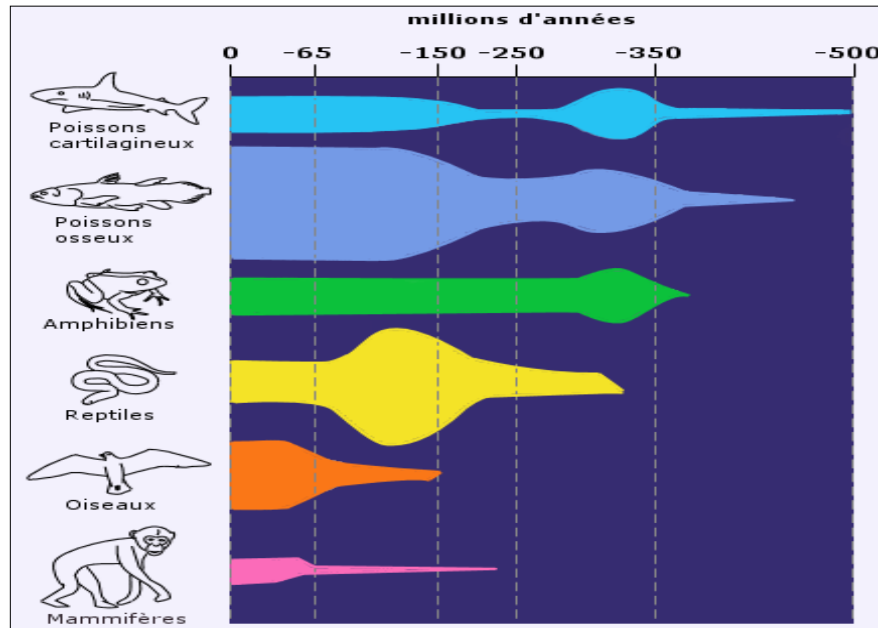 millions d'années
0 -65 -150 -250 -350 -500
Poissons
cartilagineux
Poissons
osseux
Amphibiens
Reptiles
Oiseaux
Mammifères